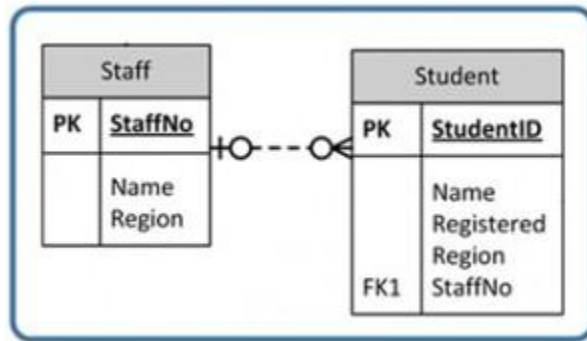 Staff
PK StaffNo
Name
Region
Student
PK StudentID
Name
Registered
Region
FK1 StaffNo